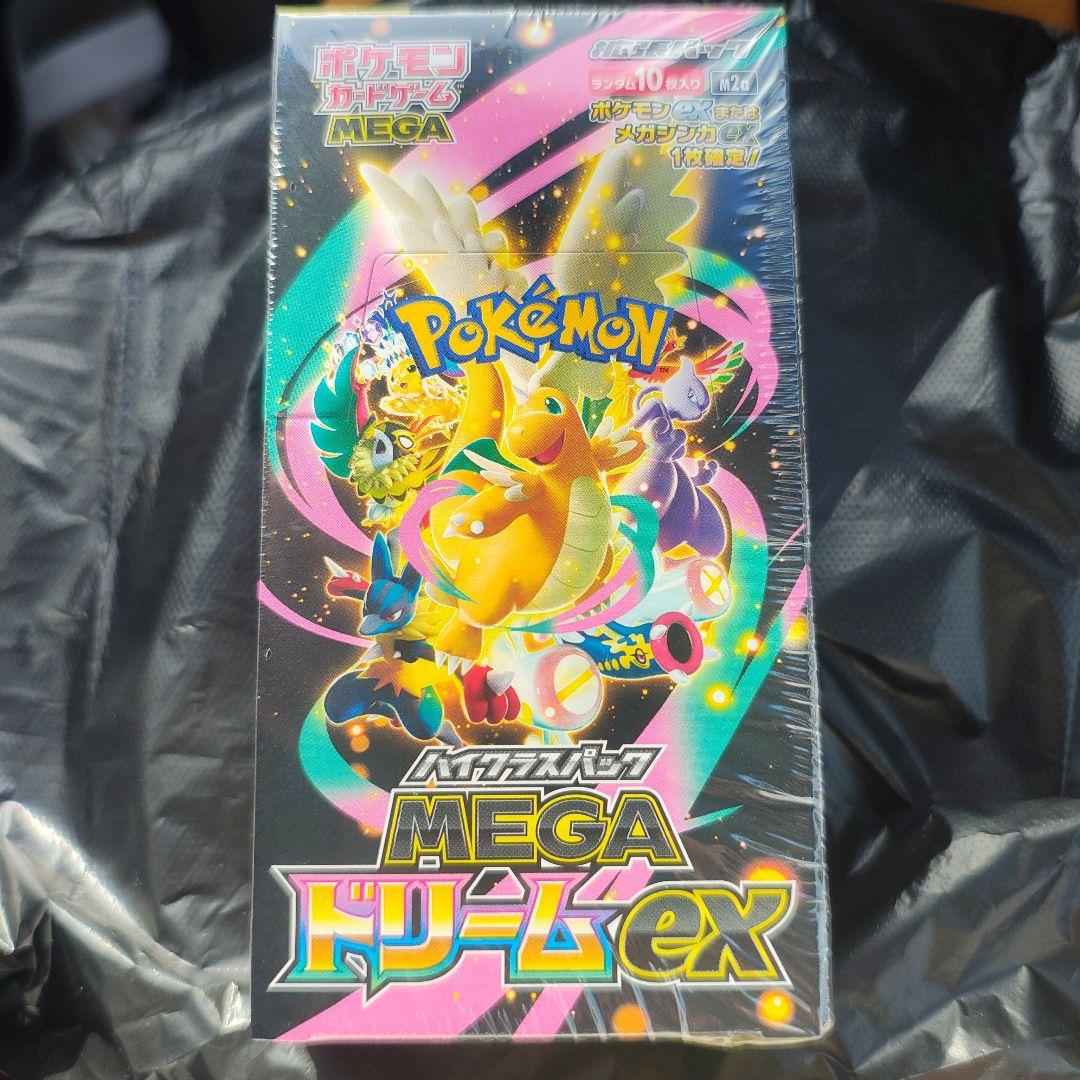 ポケモン
カードゲーム™
MEGA
拡張パック
ランダム10枚入り M2a
ポケモンexまたは
メガシンカex
1枚確定!
POKéMON™
ハイクラスパック
MEGA
ドリームex